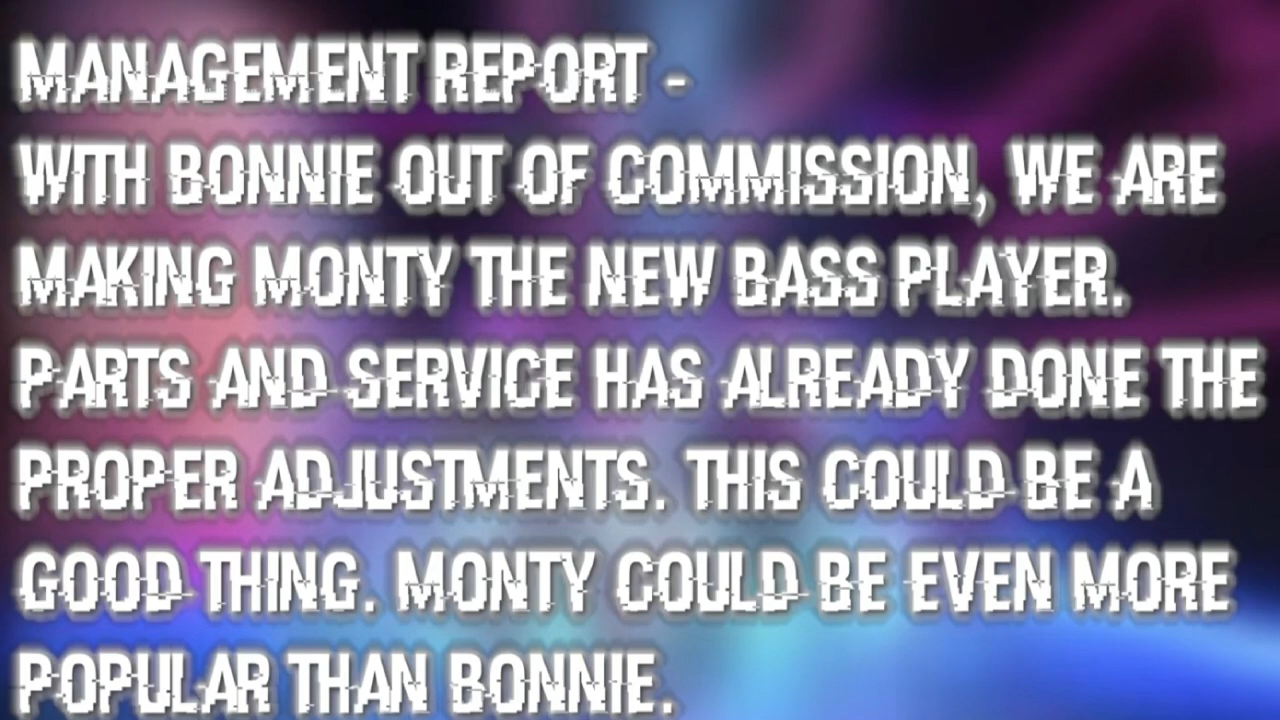 MANAGEMENT REPORT -
WITH BONNIE OUT OF COMMISSION, WE ARE
MAKING MONTY THE NEW BASS PLAYER.
PARTS AND SERVICE HAS ALREADY DONE THE
PROPER ADJUSTMENTS. THIS COULD BE A
GOOD THING. MONTY COULD BE EVEN MORE
POPULAR THAN BONNIE.